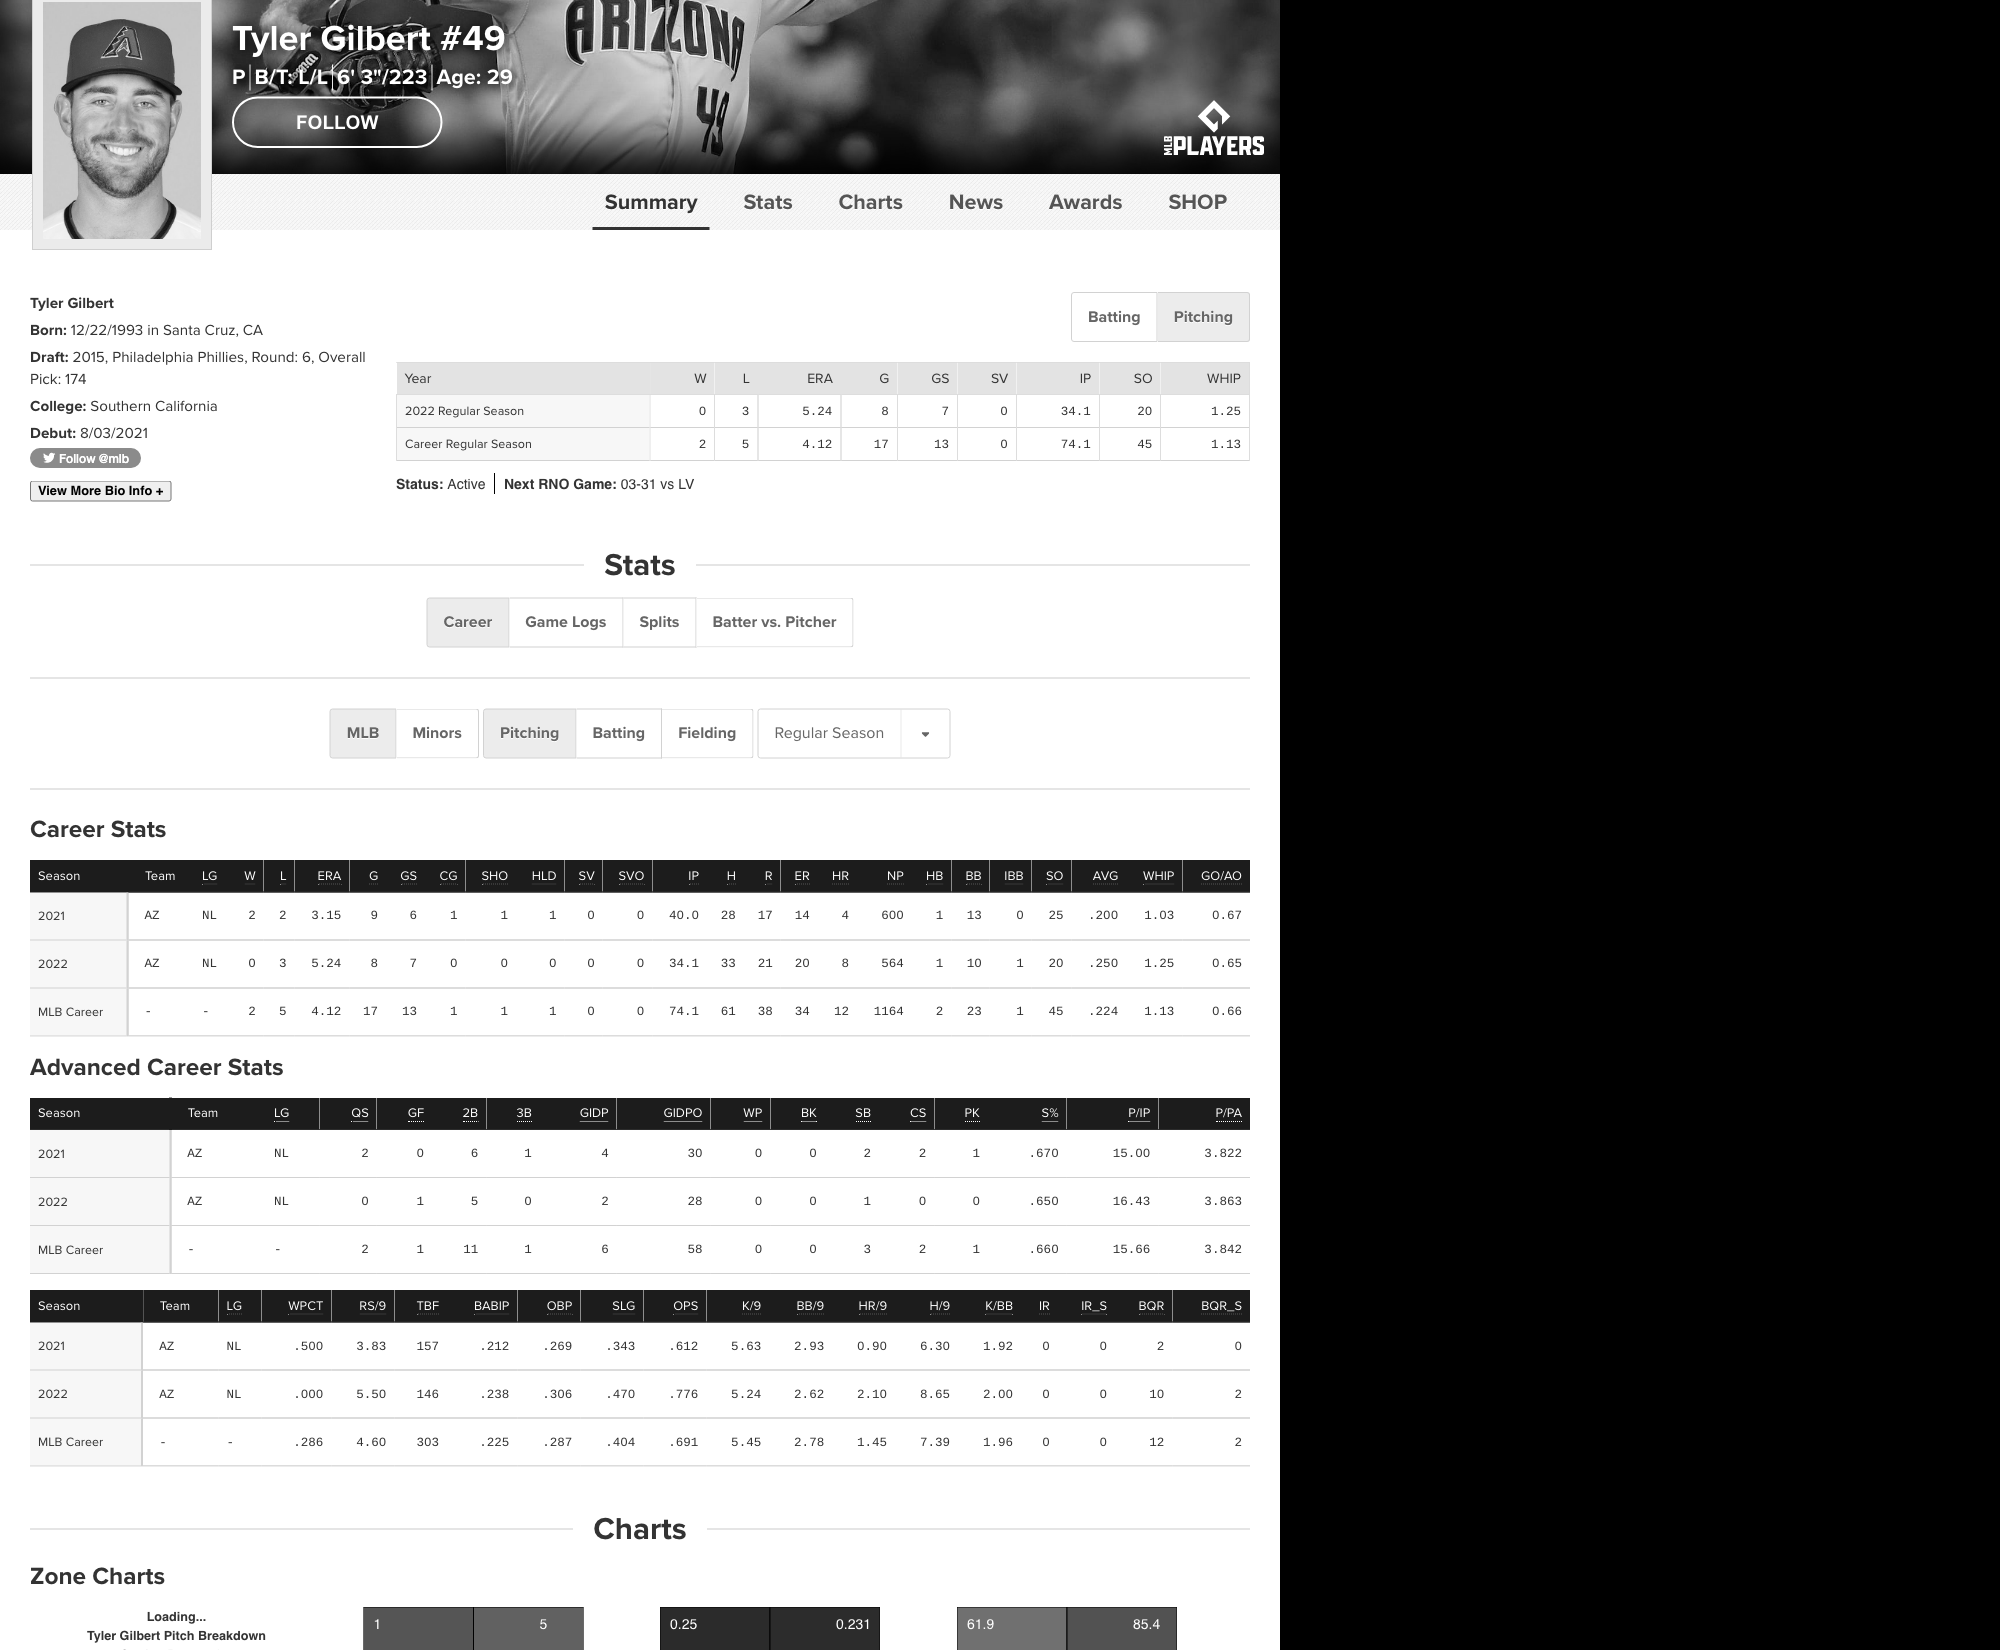 ARIZONA
49
Tyler Gilbert #49
P B/T: L/L 6' 3"/223 Age: 29
FOLLOW
MLB PLAYERS
Summary Stats Charts News Awards SHOP
Tyler Gilbert
Born: 12/22/1993 in Santa Cruz, CA
Draft: 2015, Philadelphia Phillies, Round: 6, Overall
Pick: 174
College: Southern California
Debut: 8/03/2021
Follow @mlb
View More Bio Info +
Batting Pitching
Year W L ERA G GS SV IP SO WHIP
2022 Regular Season 0 3 5.24 8 7 0 34.1 20 1.25
Career Regular Season 2 5 4.12 17 13 0 74.1 45 1.13
Status: Active Next RNO Game: 03-31 vs LV
Stats
Career Game Logs Splits Batter vs. Pitcher
MLB Minors Pitching Batting Fielding Regular Season
Career Stats
Season Team LG W L ERA G GS CG SHO HLD SV SVO IP H R ER HR NP HB BB IBB SO AVG WHIP GO/AO
2021 AZ NL 2 2 3.15 9 6 1 1 1 0 0 40.0 28 17 14 4 600 1 13 0 25 .200 1.03 0.67
2022 AZ NL 0 3 5.24 8 7 0 0 0 0 0 34.1 33 21 20 8 564 1 10 1 20 .250 1.25 0.65
MLB Career - - 2 5 4.12 17 13 1 1 1 0 0 74.1 61 38 34 12 1164 2 23 1 45 .224 1.13 0.66
Advanced Career Stats
Season Team LG QS GF 2B 3B GIDP GIDPO WP BK SB CS PK S% P/IP P/PA
2021 AZ NL 2 0 6 1 4 30 0 0 2 2 1 .670 15.00 3.822
2022 AZ NL 0 1 5 0 2 28 0 0 1 0 0 .650 16.43 3.863
MLB Career - - 2 1 11 1 6 58 0 0 3 2 1 .660 15.66 3.842
Season Team LG WPCT RS/9 TBF BABIP OBP SLG OPS K/9 BB/9 HR/9 H/9 K/BB IR IR_S BQR BQR_S
2021 AZ NL .500 3.83 157 .212 .269 .343 .612 5.63 2.93 0.90 6.30 1.92 0 0 2 0
2022 AZ NL .000 5.50 146 .238 .306 .470 .776 5.24 2.62 2.10 8.65 2.00 0 0 10 2
MLB Career - - .286 4.60 303 .225 .287 .404 .691 5.45 2.78 1.45 7.39 1.96 0 0 12 2
Charts
Zone Charts
Loading...
Tyler Gilbert Pitch Breakdown
1 5 0.25 0.231 61.9 85.4